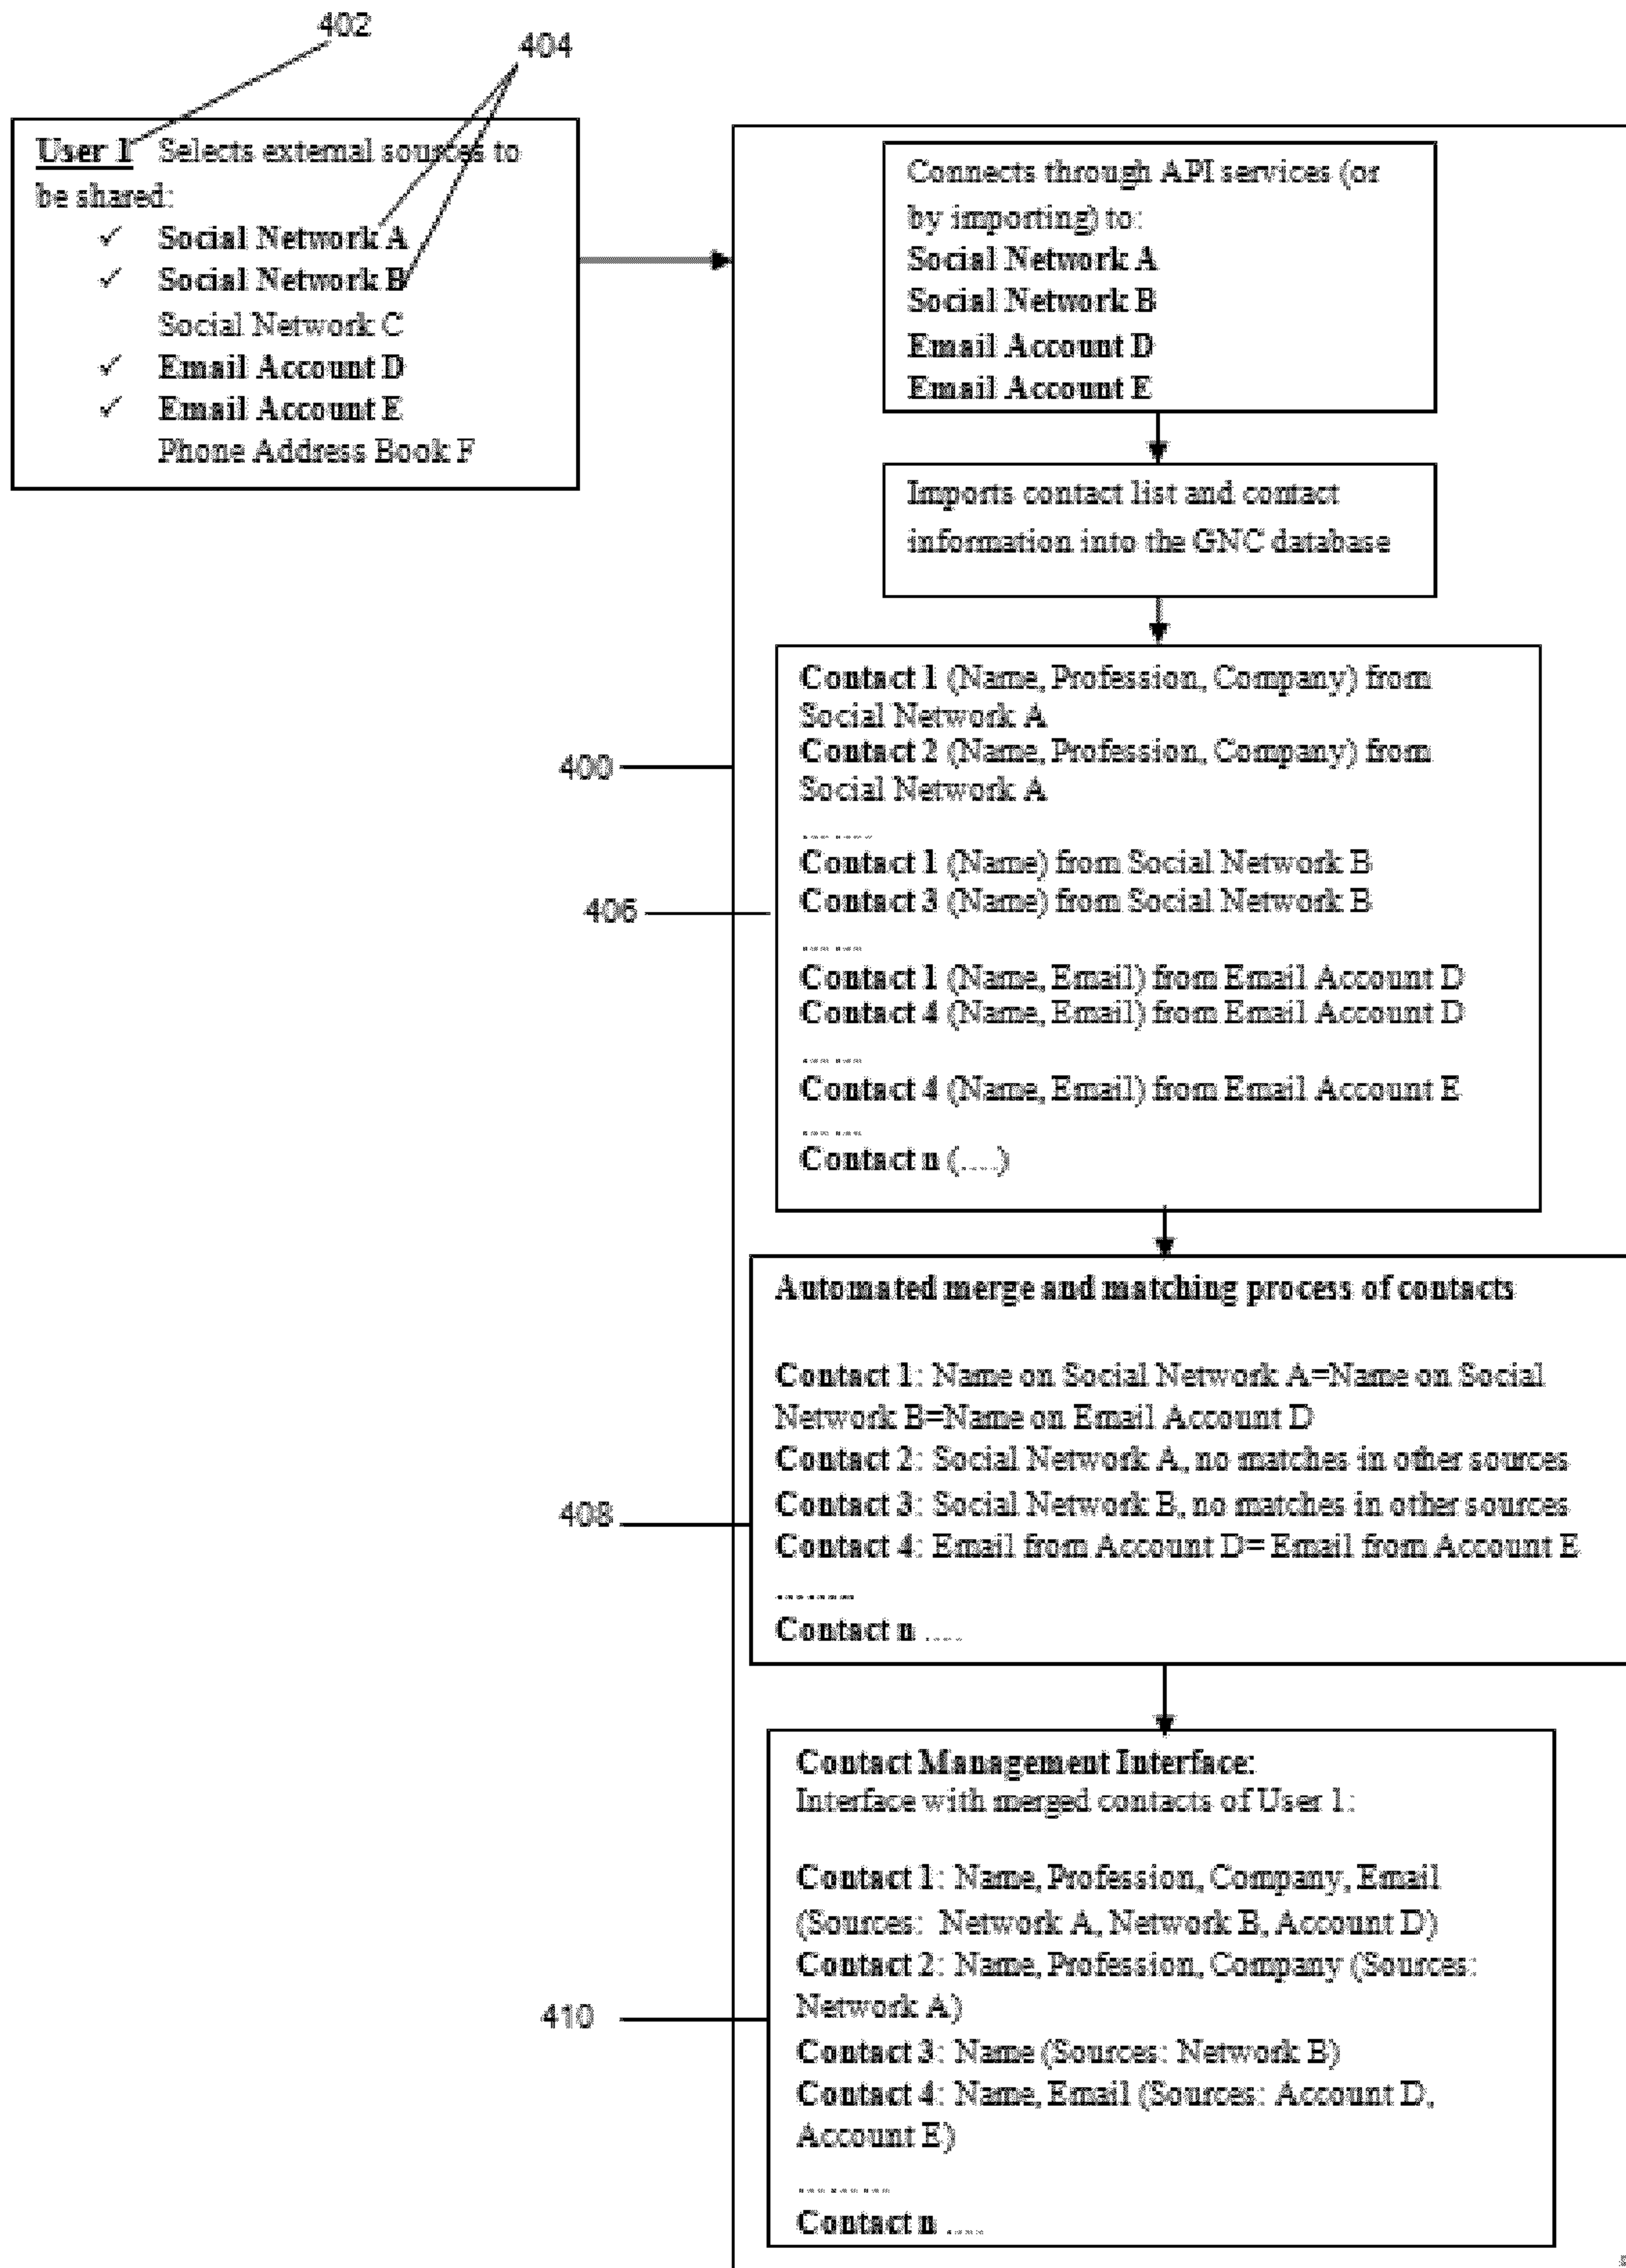 402
404
User 1 Selects external sources to
be shared:
✓ Social Network A
✓ Social Network B
Social Network C
✓ Email Account D
✓ Email Account E
Phone Address Book F
Connects through API services (or
by importing) to:
Social Network A
Social Network B
Email Account D
Email Account E
Imports contact list and contact
information into the GNC database
400
406
Contact 1 (Name, Profession, Company) from
Social Network A
Contact 2 (Name, Profession, Company) from
Social Network A
.......
Contact 1 (Name) from Social Network B
Contact 3 (Name) from Social Network B
.......
Contact 1 (Name, Email) from Email Account D
Contact 4 (Name, Email) from Email Account D
.......
Contact 4 (Name, Email) from Email Account E
.......
Contact n (....)
408
Automated merge and matching process of contacts
Contact 1: Name on Social Network A=Name on Social
Network B=Name on Email Account D
Contact 2: Social Network A, no matches in other sources
Contact 3: Social Network B, no matches in other sources
Contact 4: Email from Account D= Email from Account E
........
Contact n ....
410
Contact Management Interface:
Interface with merged contacts of User 1:
Contact 1: Name, Profession, Company, Email
(Sources: Network A, Network B, Account D)
Contact 2: Name, Profession, Company (Sources:
Network A)
Contact 3: Name (Sources: Network B)
Contact 4: Name, Email (Sources: Account D,
Account E)
.........
Contact n ....